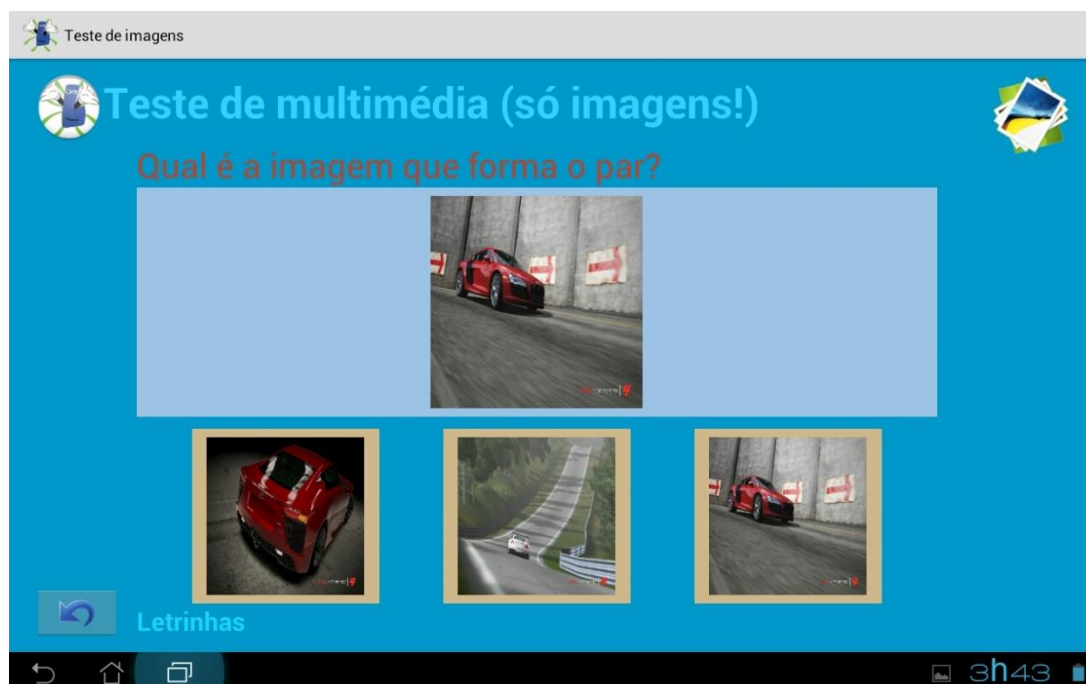 Teste de imagens
Teste de multimédia (só imagens!)
Qual é a imagem que forma o par?
Letrinhas
3h43